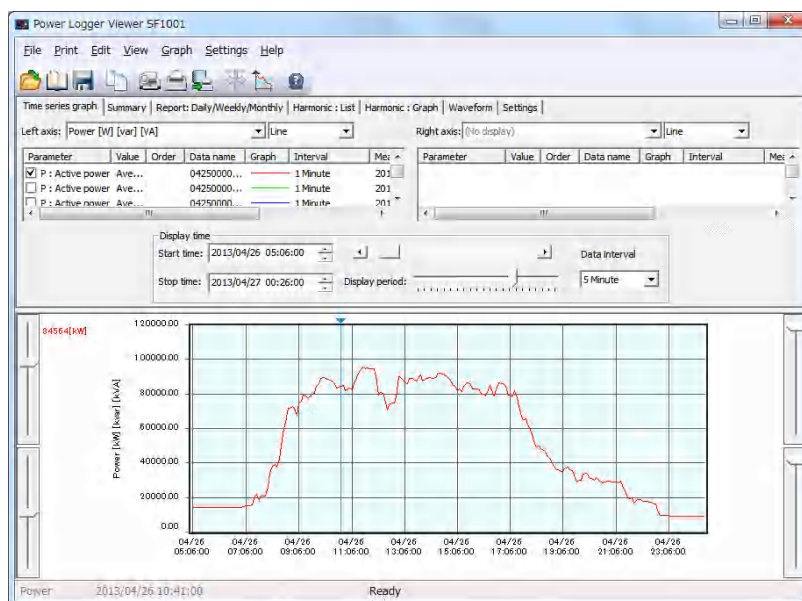 Power Logger Viewer SF1001
File Print Edit View Graph Settings Help
Time series graph Summary Report: Daily/Weekly/Monthly Harmonic : List Harmonic : Graph Waveform Settings
Left axis: Power [W] [var] [VA] Line Right axis: (No display) Line
Parameter Value Order Data name Graph Interval Mea Parameter Value Order Data name Graph Interval Mea
P : Active power Ave... 04250000... 1 Minute 201
P : Active power Ave... 04250000... 1 Minute 201
P : Active power Ave... 04250000... 1 Minute 201
Display time
Start time: 2013/04/26 05:06:00 Data interval
Stop time: 2013/04/27 00:26:00 Display period: 5 Minute
84564[kW]
Power [kW] [kvar] [kVA]
120000.00
100000.00
80000.00
60000.00
40000.00
20000.00
0.00
04/26 04/26 04/26 04/26 04/26 04/26 04/26 04/26 04/26 04/26
05:06:00 07:06:00 09:06:00 11:06:00 13:06:00 15:06:00 17:06:00 19:06:00 21:06:00 23:06:00
Power 2013/04/26 10:41:00 Ready